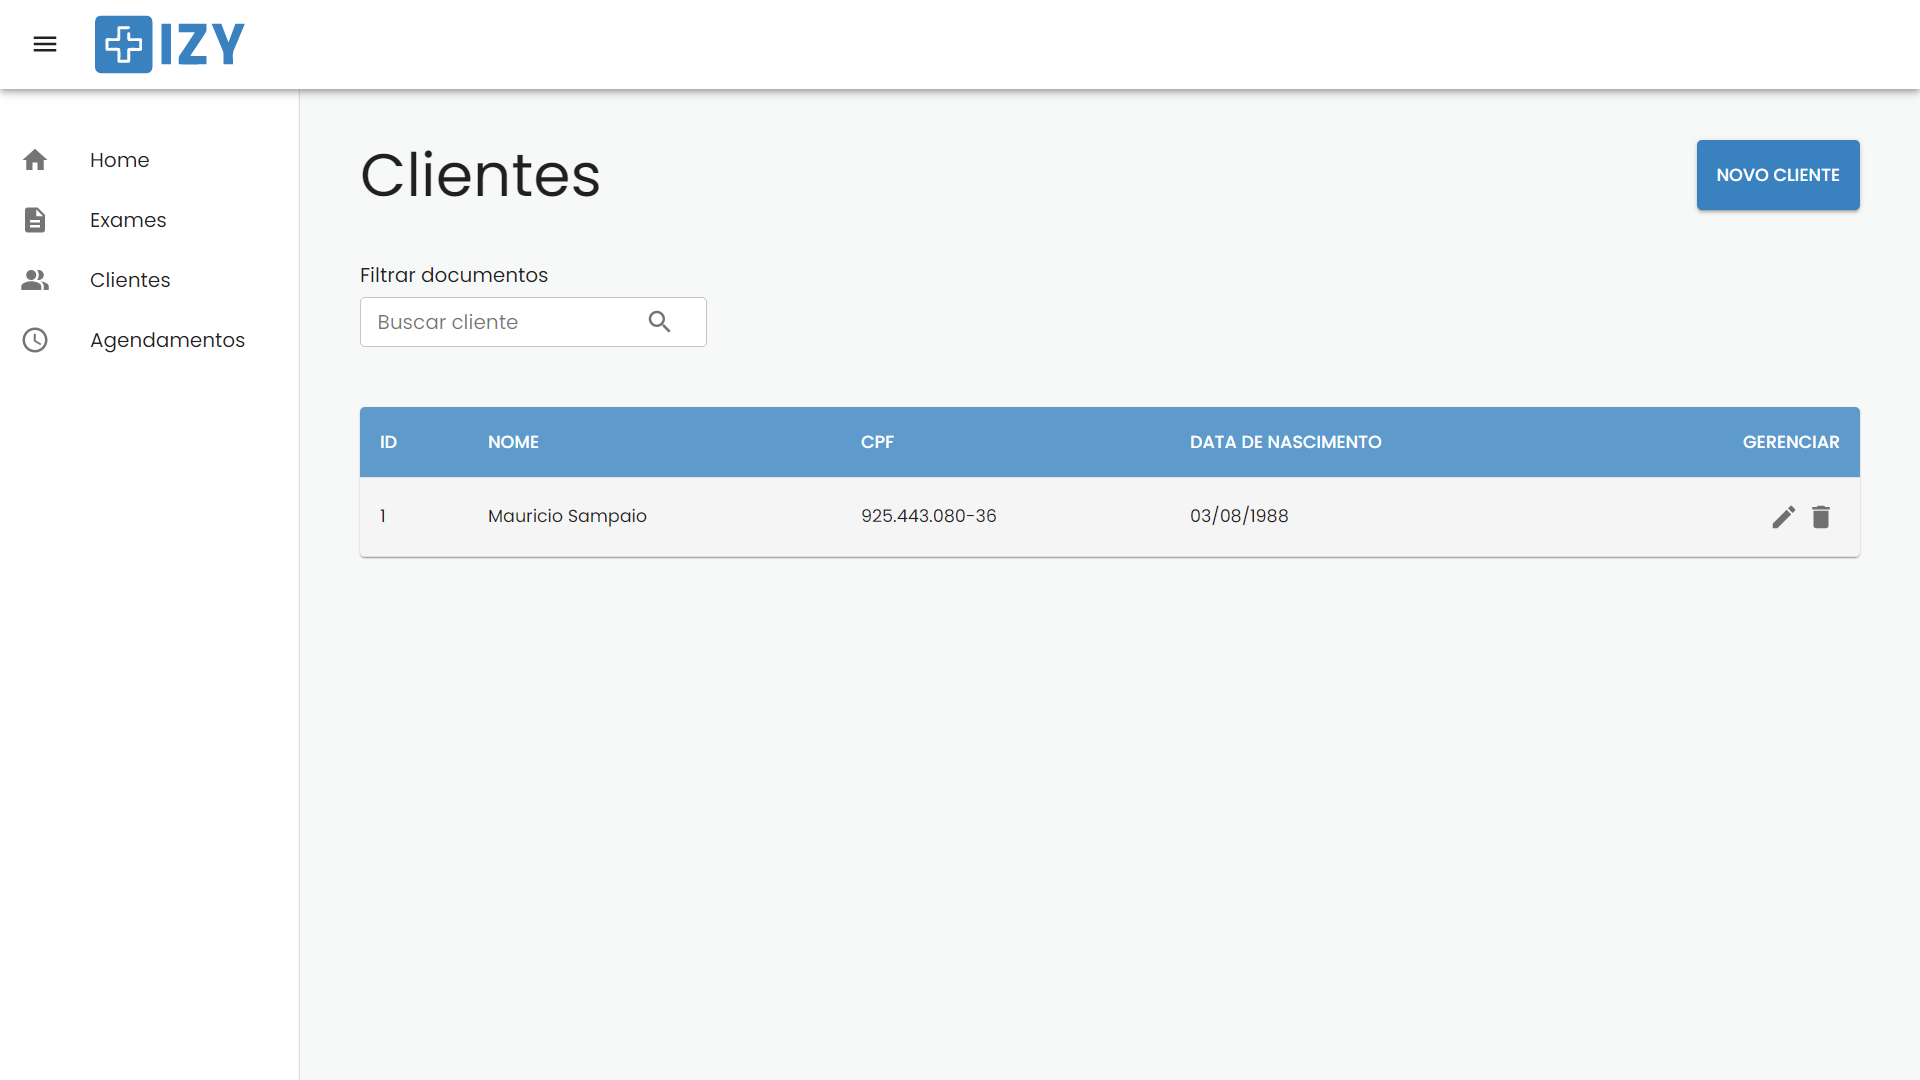 IZY
Home
Exames
Clientes
Agendamentos
Clientes
NOVO CLIENTE
Filtrar documentos
Buscar cliente
ID NOME CPF DATA DE NASCIMENTO GERENCIAR
1 Mauricio Sampaio 925.443.080-36 03/08/1988